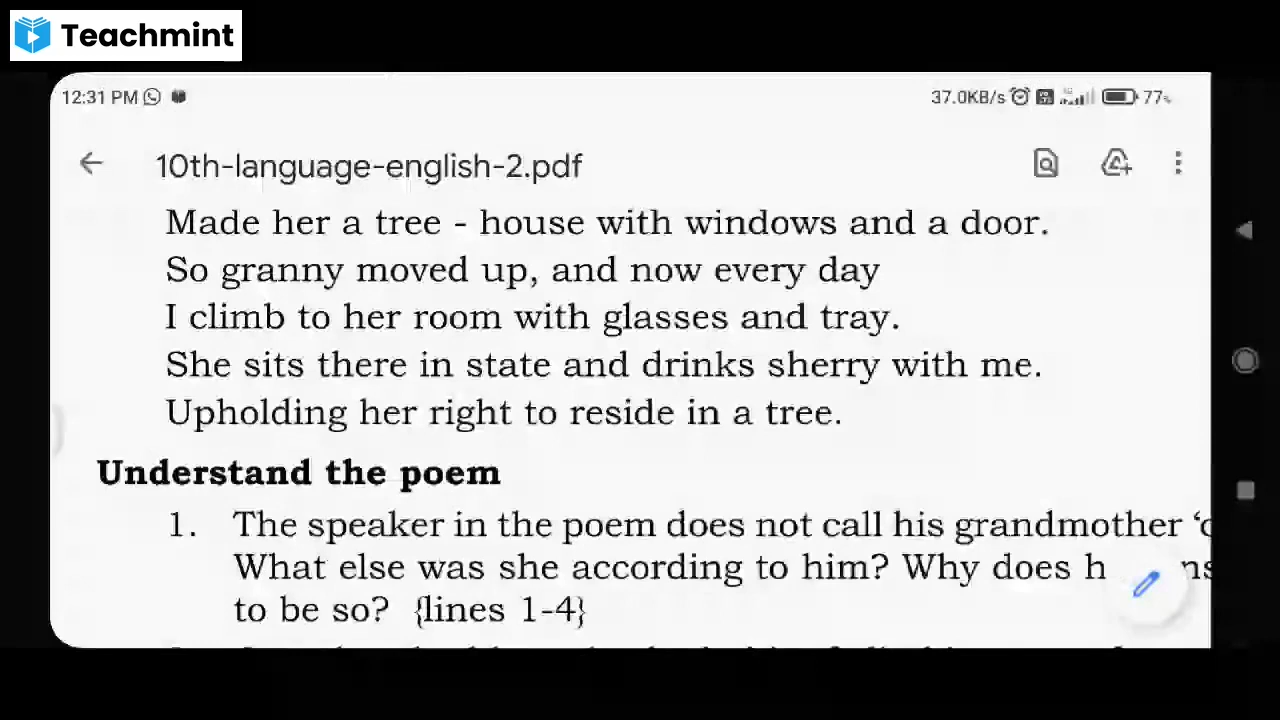 Teachmint
12:31 PM
37.0KB/s 77%
10th-language-english-2.pdf
Made her a tree - house with windows and a door.
So granny moved up, and now every day
I climb to her room with glasses and tray.
She sits there in state and drinks sherry with me.
Upholding her right to reside in a tree.
Understand the poem
1. The speaker in the poem does not call his grandmother
What else was she according to him? Why does
to be so? {lines 1-4}